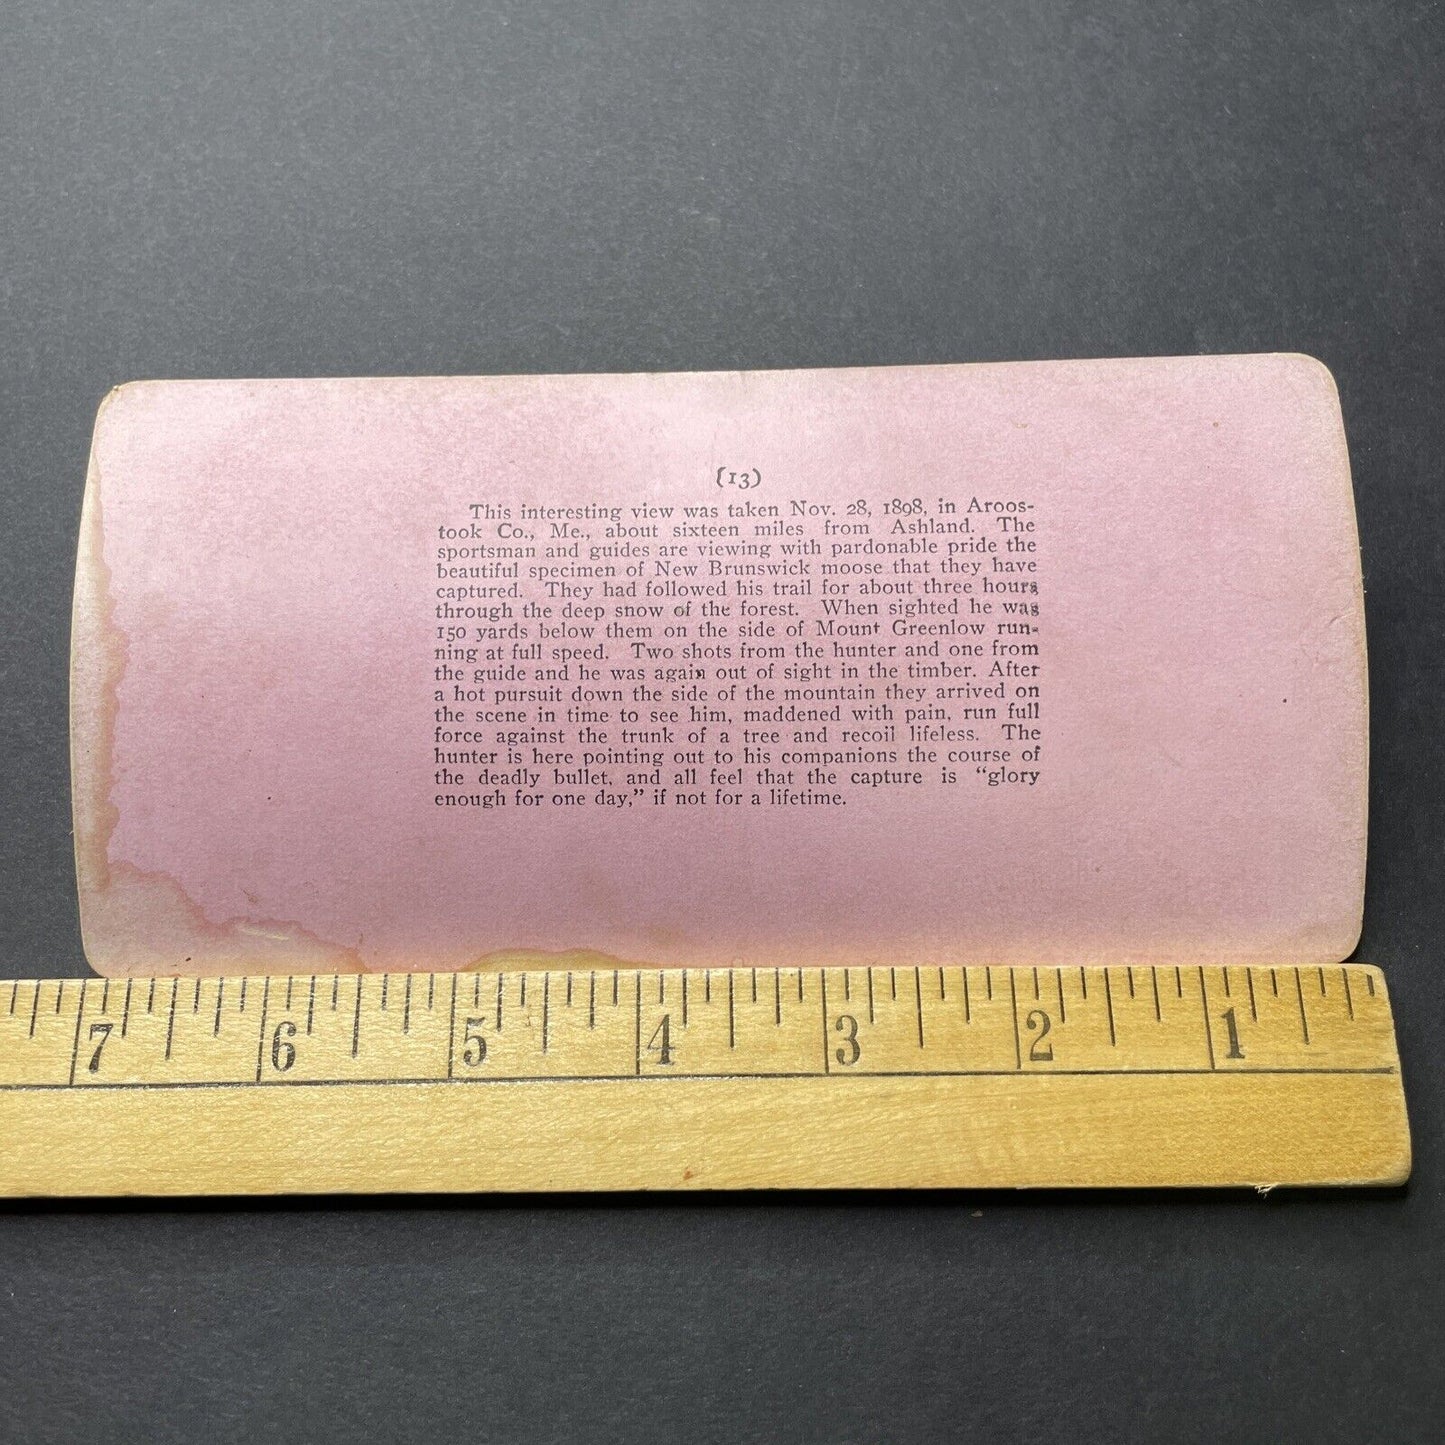 (13)
This interesting view was taken Nov. 28, 1898, in Aroos-
took Co., Me., about sixteen miles from Ashland. The
sportsman and guides are viewing with pardonable pride the
beautiful specimen of New Brunswick moose that they have
captured. They had followed his trail for about three hours
through the deep snow of the forest. When sighted he was
150 yards below them on the side of Mount Greenlow run-
ning at full speed. Two shots from the hunter and one from
the guide and he was again out of sight in the timber. After
a hot pursuit down the side of the mountain they arrived on
the scene in time to see him, maddened with pain, run full
force against the trunk of a tree and recoil lifeless. The
hunter is here pointing out to his companions the course of
the deadly bullet, and all feel that the capture is “glory
enough for one day,” if not for a lifetime.
7 6 5 4 3 2 1